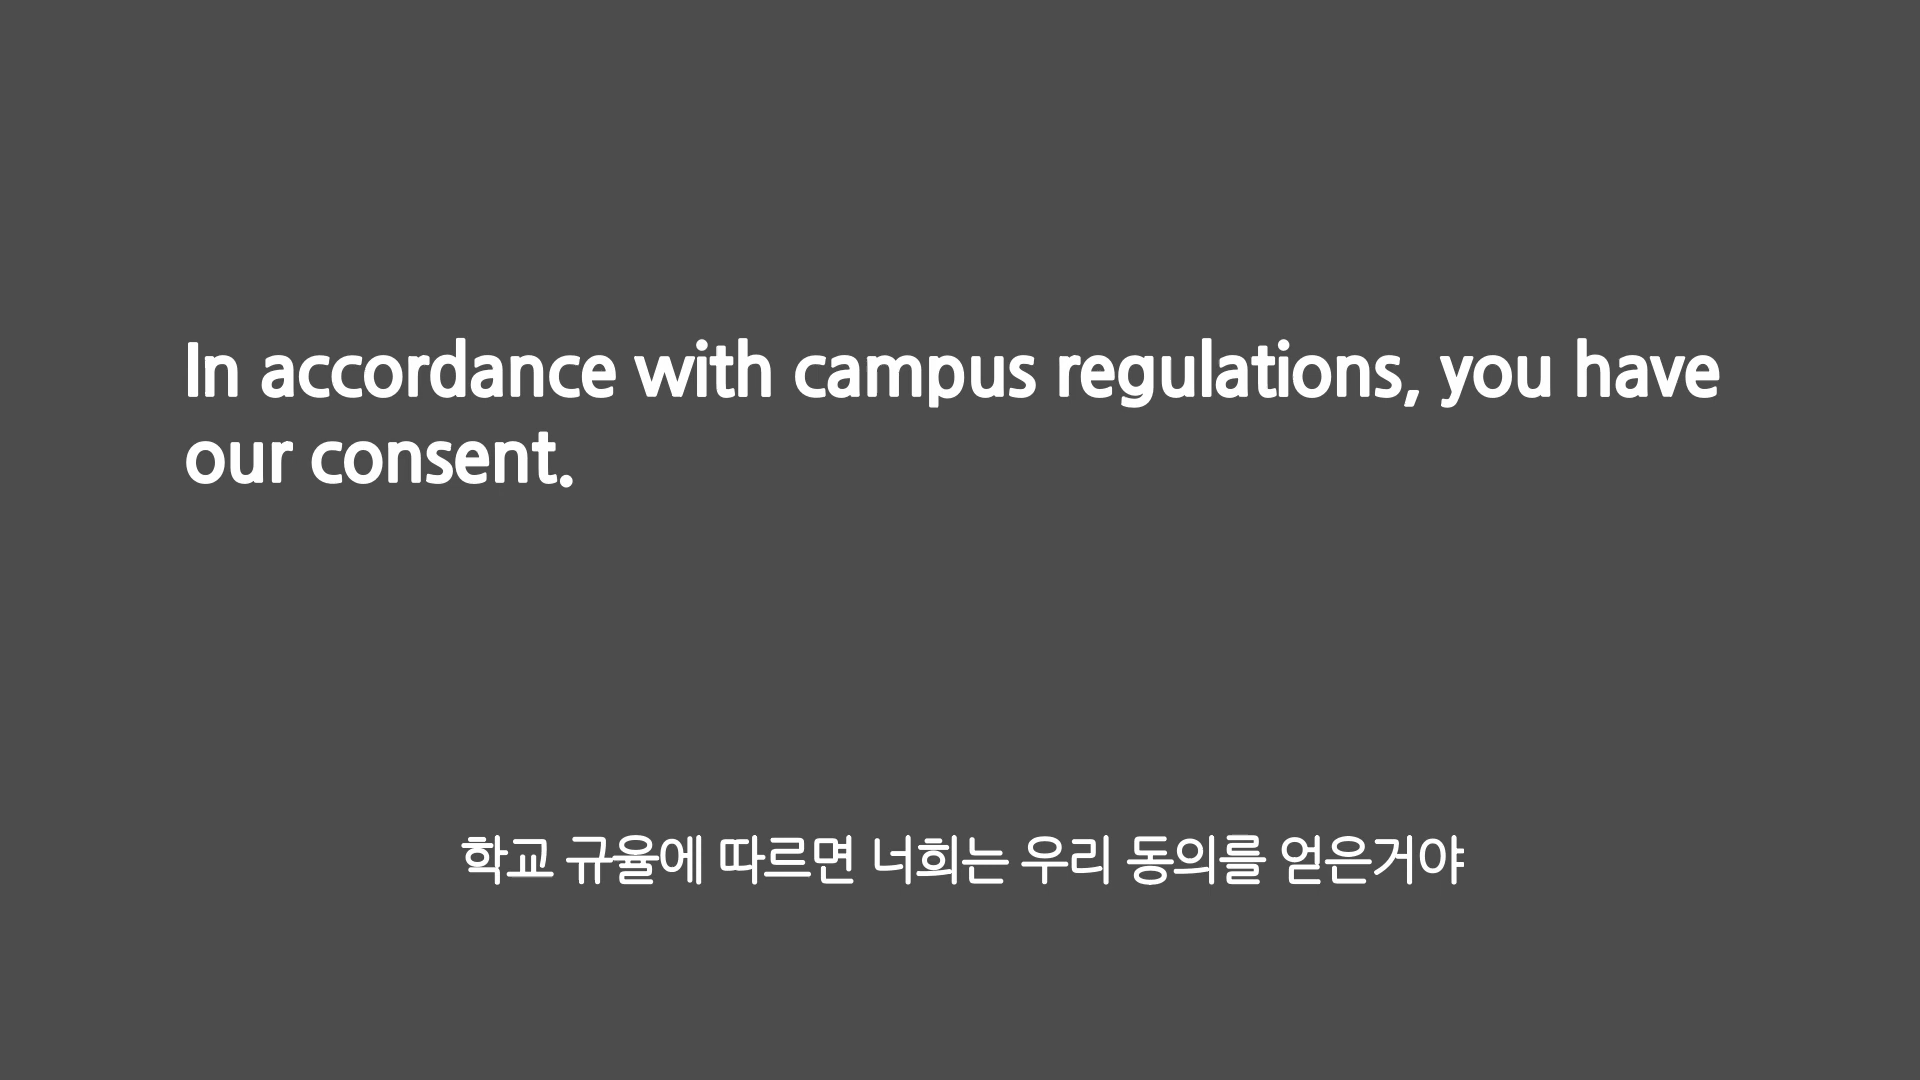 In accordance with campus regulations, you have
our consent.
학교 규율에 따르면 너희는 우리 동의를 얻은거야